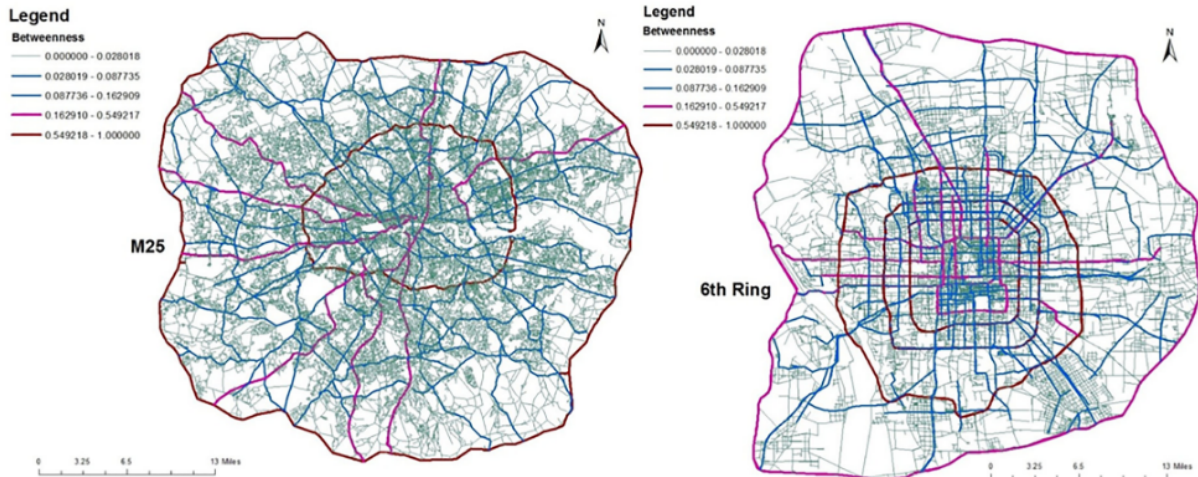 Legend
Betweenness
0.000000 - 0.028018
0.028019 - 0.087735
0.087736 - 0.162909
0.162910 - 0.549217
0.549218 - 1.000000
N
M25
0 3.25 6.5 13 Miles
Legend
Betweenness
0.000000 - 0.028018
0.028019 - 0.087735
0.087736 - 0.162909
0.162910 - 0.549217
0.549218 - 1.000000
N
6th Ring
0 3.25 6.5 13 Miles